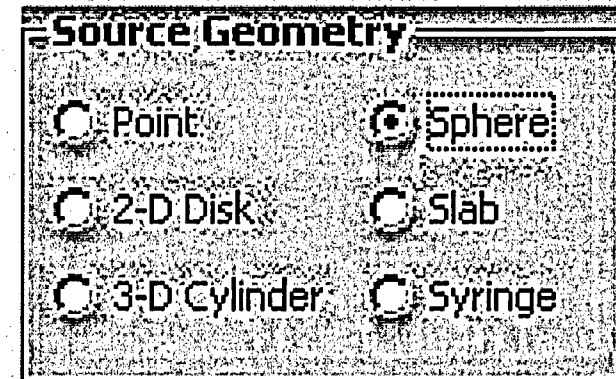 Source Geometry
Point Sphere
2-D Disk Slab
3-D Cylinder Syringe